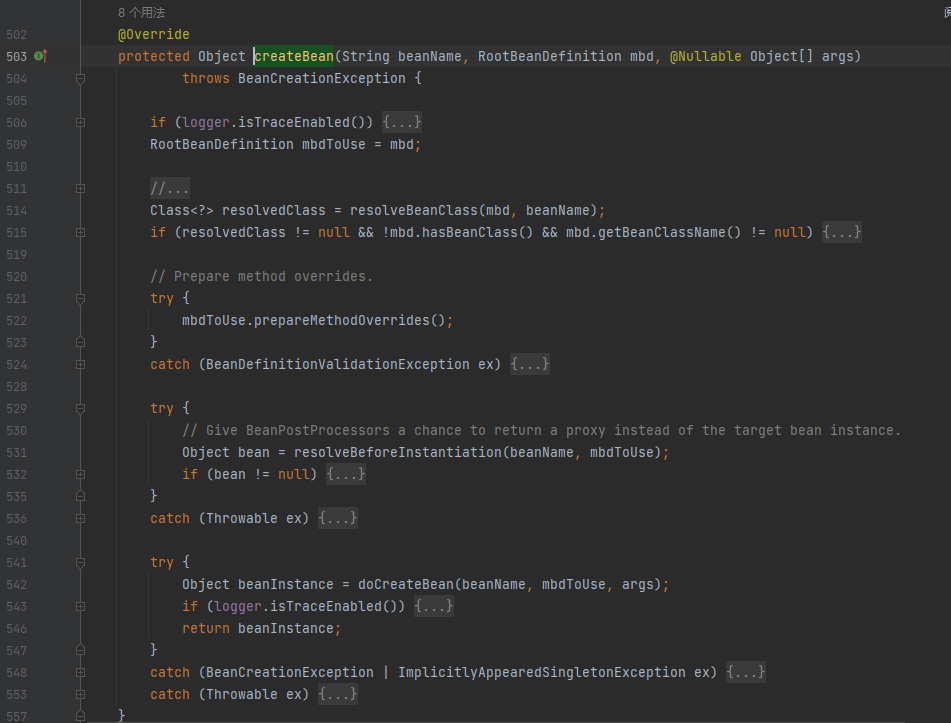 8 个用法
502 @Override
503 protected Object createBean(String beanName, RootBeanDefinition mbd, @Nullable Object[] args)
504 throws BeanCreationException {
505
506 if (logger.isTraceEnabled()) {...}
509 RootBeanDefinition mbdToUse = mbd;
510
511 //...
514 Class<?> resolvedClass = resolveBeanClass(mbd, beanName);
515 if (resolvedClass != null && !mbd.hasBeanClass() && mbd.getBeanClassName() != null) {...}
519
520 // Prepare method overrides.
521 try {
522 mbdToUse.prepareMethodOverrides();
523 }
524 catch (BeanDefinitionValidationException ex) {...}
528
529 try {
530 // Give BeanPostProcessors a chance to return a proxy instead of the target bean instance.
531 Object bean = resolveBeforeInstantiation(beanName, mbdToUse);
532 if (bean != null) {...}
535 }
536 catch (Throwable ex) {...}
540
541 try {
542 Object beanInstance = doCreateBean(beanName, mbdToUse, args);
543 if (logger.isTraceEnabled()) {...}
546 return beanInstance;
547 }
548 catch (BeanCreationException | ImplicitlyAppearedSingletonException ex) {...}
553 catch (Throwable ex) {...}
557 }